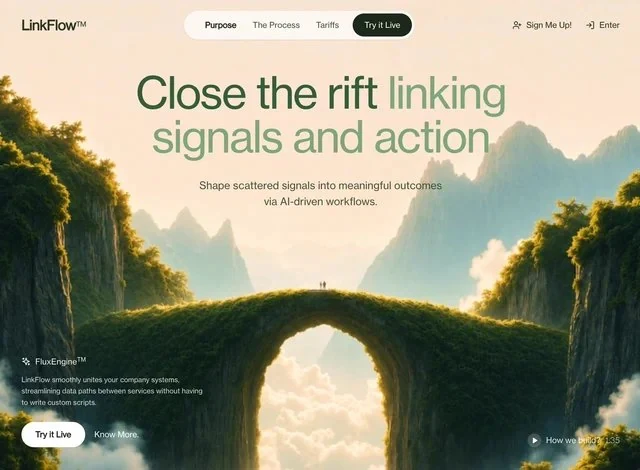 LinkFlow™
Purpose
The Process
Tariffs
Try it Live
Sign Me Up!
Enter
Close the rift linking
signals and action
Shape scattered signals into meaningful outcomes
via AI-driven workflows.
FluxEngine™
LinkFlow smoothly unites your company systems,
streamlining data paths between services without having
to write custom scripts.
Try it Live
Know More.
How we build? 1:35